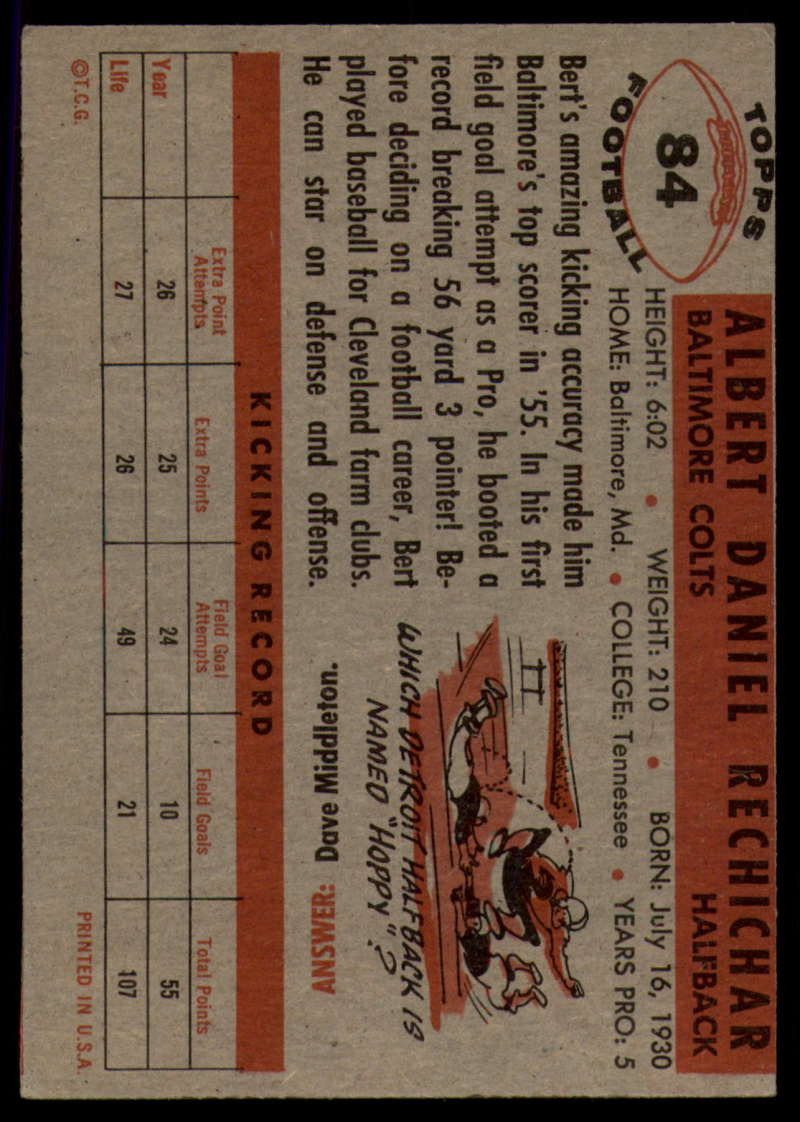 TOPPS
84
FOOTBALL
ALBERT DANIEL RECHICHAR
BALTIMORE COLTS HALFBACK
HEIGHT: 6:02 • WEIGHT: 210 • BORN: July 16, 1930
HOME: Baltimore, Md. • COLLEGE: Tennessee • YEARS PRO: 5
Bert's amazing kicking accuracy made him
Baltimore's top scorer in '55. In his first
field goal attempt as a Pro, he booted a
record breaking 56 yard 3 pointer! Be-
fore deciding on a football career, Bert
played baseball for Cleveland farm clubs.
He can star on defense and offense.
WHICH DETROIT HALFBACK IS
NAMED "HOPPY"?
ANSWER: Dave Middleton.
KICKING RECORD
Extra Point Attempts Extra Points Field Goal Attempts Field Goals Total Points
Year 26 25 24 10 55
Life 27 26 49 21 107
©T.C.G. PRINTED IN U.S.A.